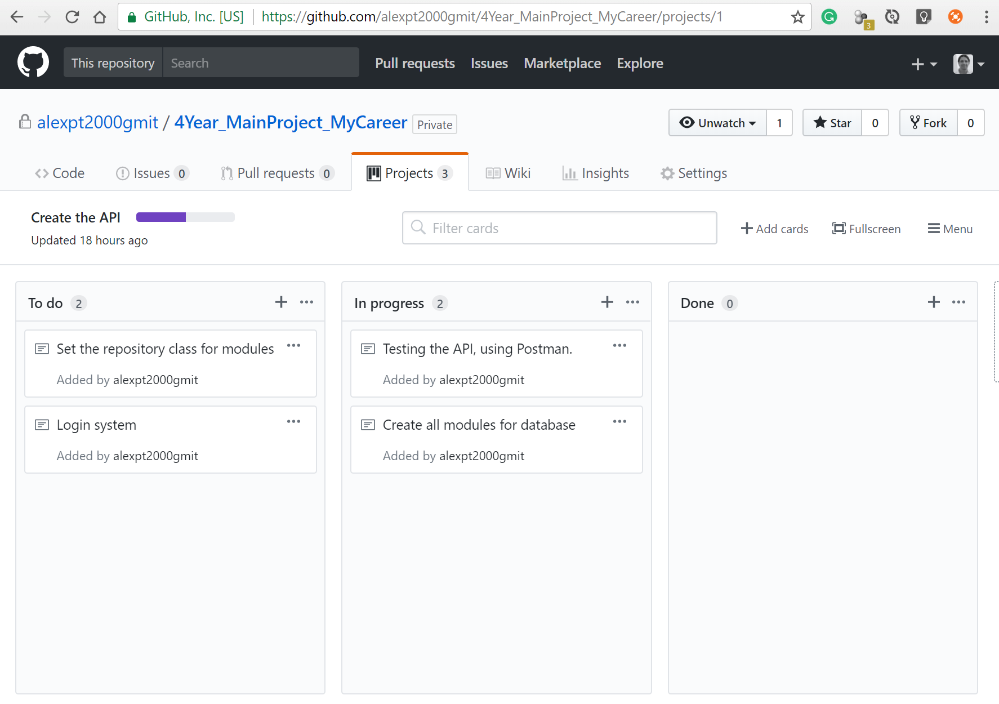 GitHub, Inc. [US] https://github.com/alexpt2000gmit/4Year_MainProject_MyCareer/projects/1
3
This repository Search Pull requests Issues Marketplace Explore
alexpt2000gmit / 4Year_MainProject_MyCareer Private Unwatch 1 Star 0 Fork 0
Code Issues 0 Pull requests 0 Projects 3 Wiki Insights Settings
Create the API
Updated 18 hours ago
Filter cards
Add cards Fullscreen Menu
To do 2
Set the repository class for modules
Added by alexpt2000gmit
Login system
Added by alexpt2000gmit
In progress 2
Testing the API, using Postman.
Added by alexpt2000gmit
Create all modules for database
Added by alexpt2000gmit
Done 0